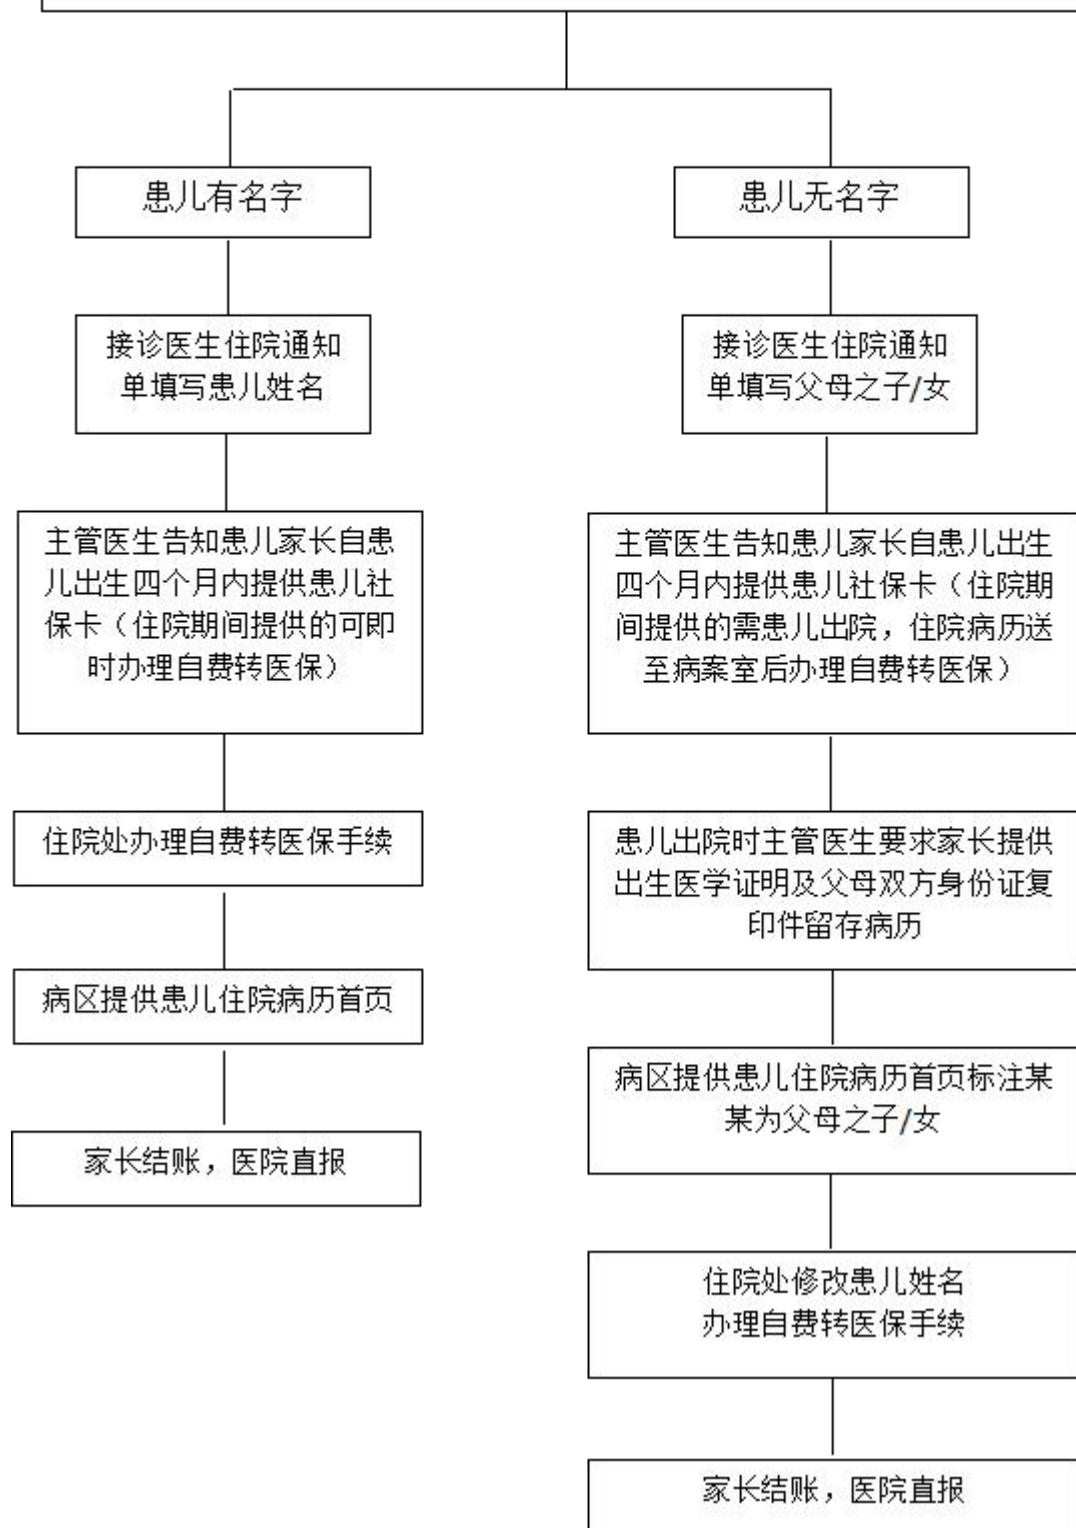 患儿有名字
接诊医生住院通知
单填写患儿姓名
主管医生告知患儿家长自患
儿出生四个月内提供患儿社
保卡（住院期间提供的可即
时办理自费转医保）
住院处办理自费转医保手续
病区提供患儿住院病历首页
家长结账，医院直报
患儿无名字
接诊医生住院通知
单填写父母之子/女
主管医生告知患儿家长自患儿出生
四个月内提供患儿社保卡（住院期
间提供的需患儿出院，住院病历送
至病案室后办理自费转医保）
患儿出院时主管医生要求家长提供
出生医学证明及父母双方身份证复
印件留存病历
病区提供患儿住院病历首页标注某
某为父母之子/女
住院处修改患儿姓名
办理自费转医保手续
家长结账，医院直报